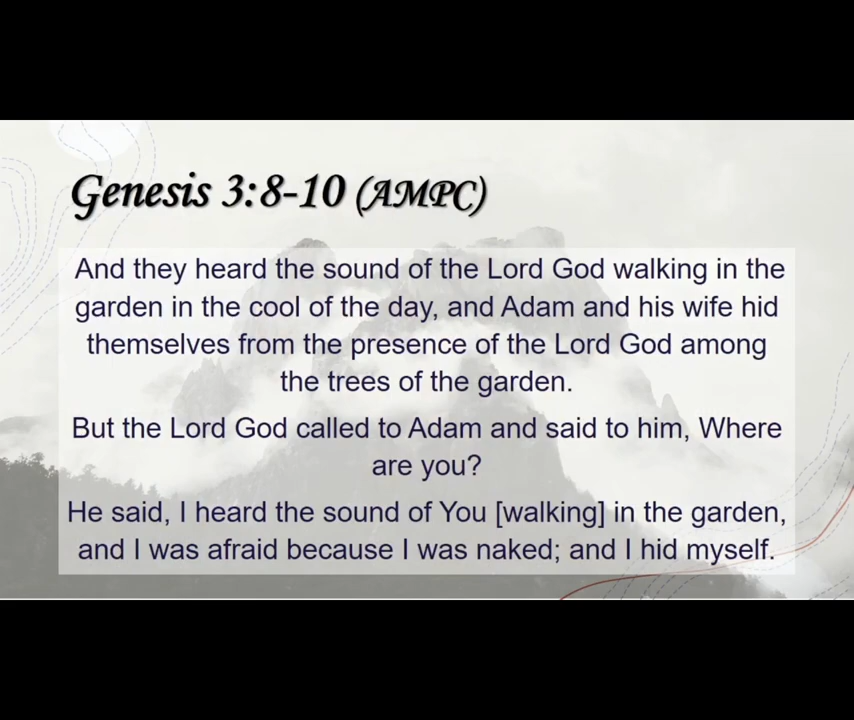 Genesis 3:8-10 (AMPC)
And they heard the sound of the Lord God walking in the
garden in the cool of the day, and Adam and his wife hid
themselves from the presence of the Lord God among
the trees of the garden.
But the Lord God called to Adam and said to him, Where
are you?
He said, I heard the sound of You [walking] in the garden,
and I was afraid because I was naked; and I hid myself.